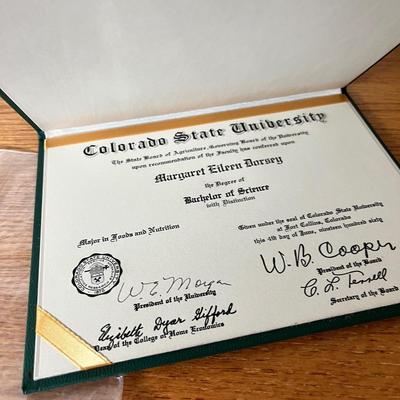 Colorado State University
The State Board of Agriculture, Governing Board of the University
upon recommendation of the Faculty has conferred upon
Margaret Eileen Dorsey
the Degree of
Bachelor of Science
with Distinction
Major in Foods and Nutrition
Given under the seal of Colorado State University
at Fort Collins, Colorado
this 4th day of June, nineteen hundred sixty
W. E. Morgan
President of the University
Elizabeth Dyar Gifford
Dean of the College of Home Economics
W. B. Cooper
President of the Board
C. L. Terrell
Secretary of the Board